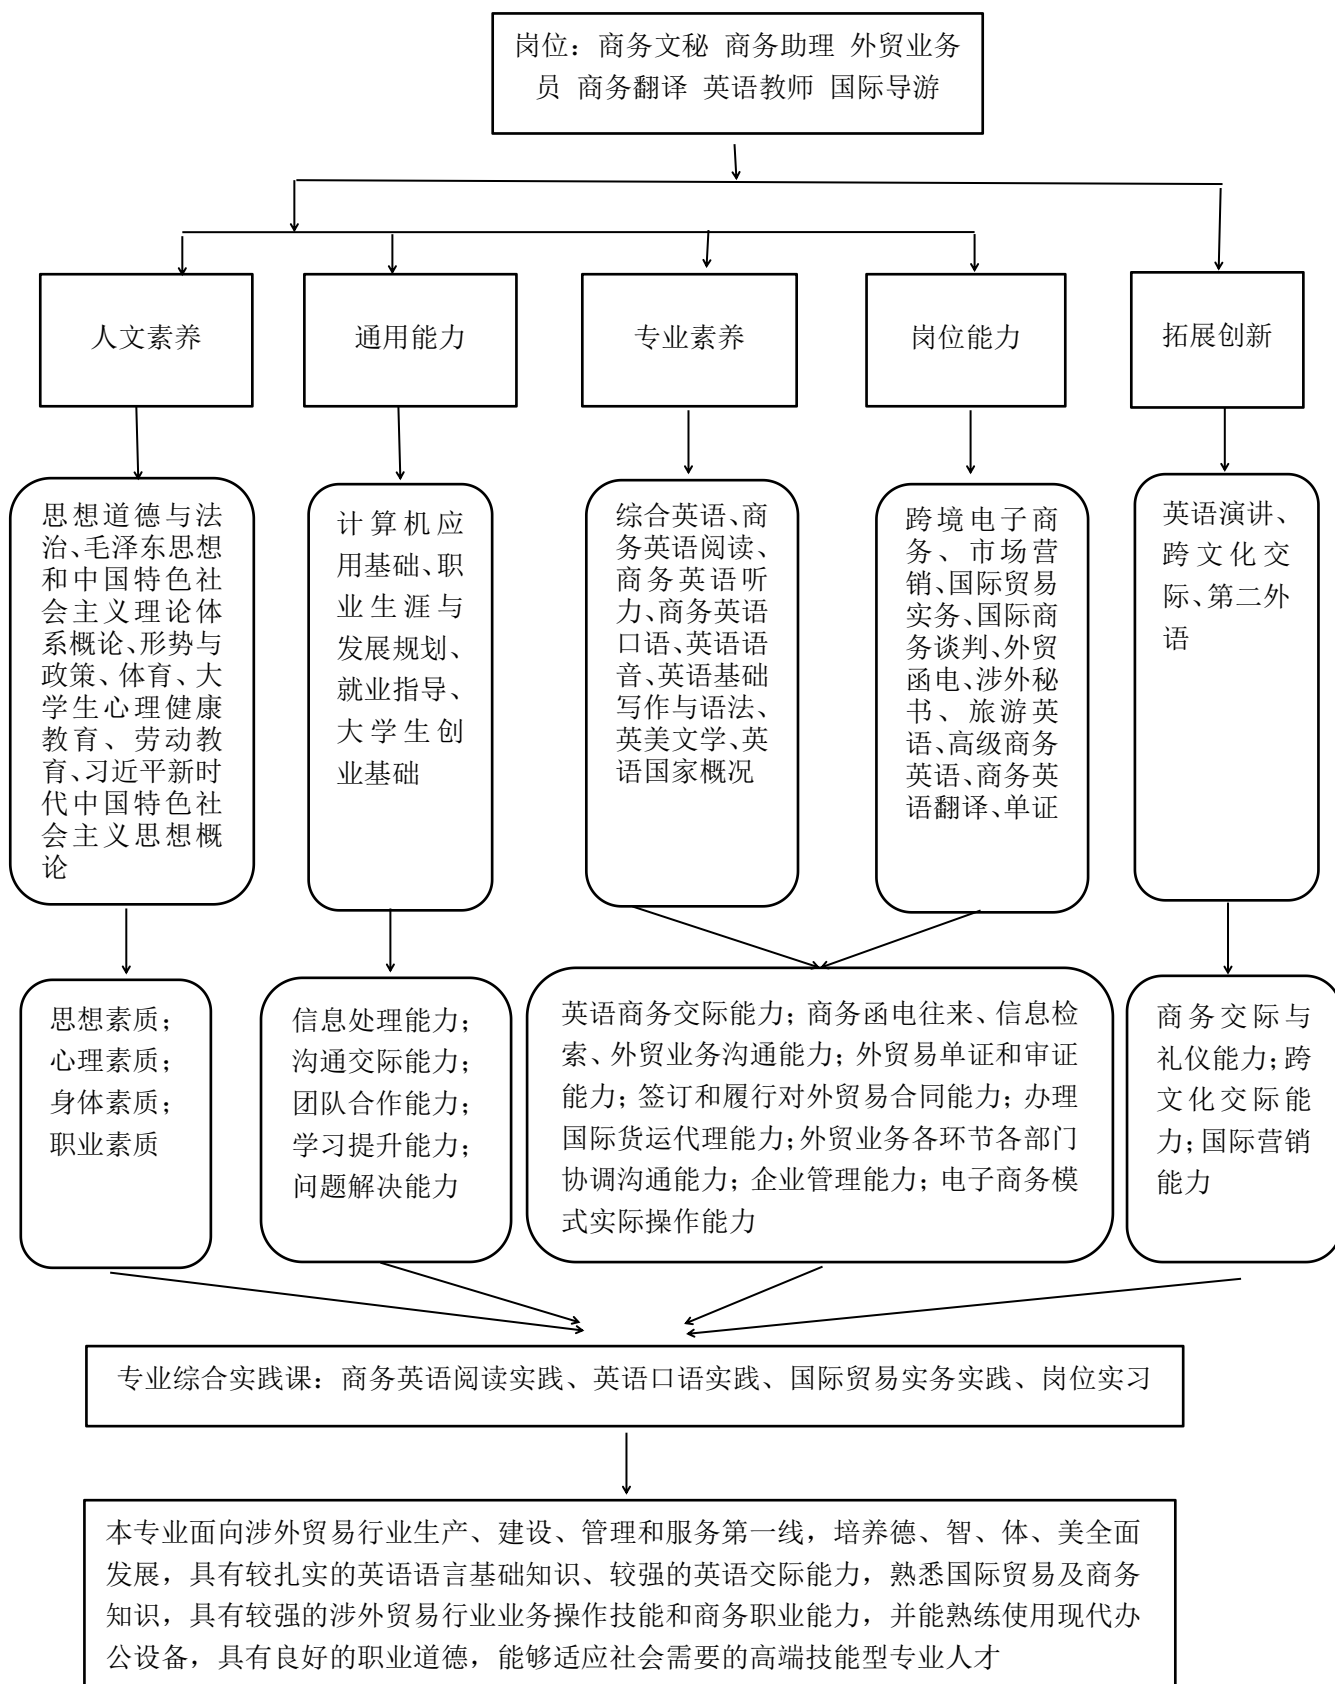 岗位：商务文秘 商务助理 外贸业务
员 商务翻译 英语教师 国际导游
人文素养
通用能力
专业素养
岗位能力
拓展创新
思想道德与法
治、毛泽东思想
和中国特色社
会主义理论体
系概论、形势与
政策、体育、大
学生心理健康
教育、劳动教
育、习近平新时
代中国特色社
会主义思想概
论
计算机应
用基础、职
业生涯与
发展规划、
就业指导、
大学生创
业基础
综合英语、商
务英语阅读、
商务英语听
力、商务英语
口语、英语语
音、英语基础
写作与语法、
英美文学、英
语国家概况
跨境电子商
务、市场营
销、国际贸易
实务、国际商
务谈判、外贸
函电、涉外秘
书、旅游英
语、高级商务
英语、商务英
语翻译、单证
英语演讲、
跨文化交
际、第二外
语
思想素质；
心理素质；
身体素质；
职业素质
信息处理能力；
沟通交际能力；
团队合作能力；
学习提升能力；
问题解决能力
英语商务交际能力；商务函电往来、信息检
索、外贸业务沟通能力；外贸易单证和审证
能力；签订和履行对外贸易合同能力；办理
国际货运代理能力；外贸业务各环节各部门
协调沟通能力；企业管理能力；电子商务模
式实际操作能力
商务交际与
礼仪能力；跨
文化交际能
力；国际营销
能力
专业综合实践课：商务英语阅读实践、英语口语实践、国际贸易实务实践、岗位实习
本专业面向涉外贸易行业生产、建设、管理和服务第一线，培养德、智、体、美全面
发展，具有较扎实的英语语言基础知识、较强的英语交际能力，熟悉国际贸易及商务
知识，具有较强的涉外贸易行业业务操作技能和商务职业能力，并能熟练使用现代办
公设备，具有良好的职业道德，能够适应社会需要的高端技能型专业人才